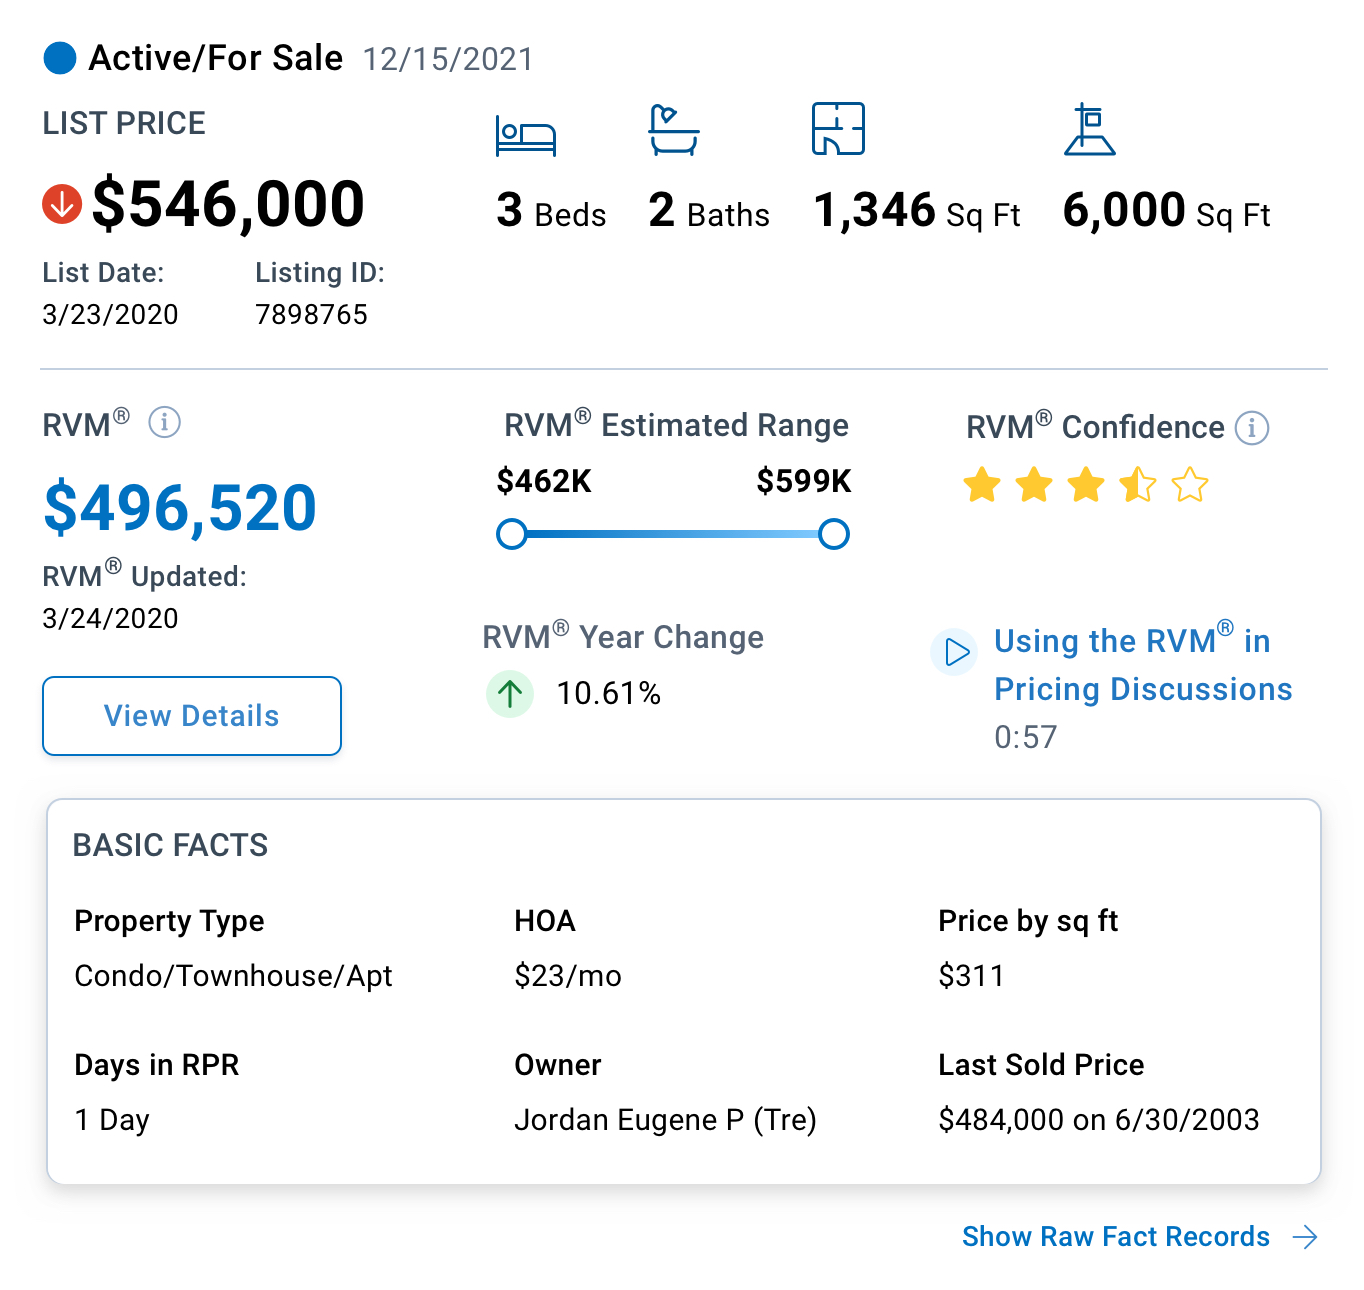 Active/For Sale 12/15/2021
LIST PRICE
$546,000
3 Beds 2 Baths 1,346 Sq Ft 6,000 Sq Ft
List Date: Listing ID:
3/23/2020 7898765
RVM®
$496,520
RVM® Updated:
3/24/2020
View Details
RVM® Estimated Range
$462K $599K
RVM® Confidence
RVM® Year Change
10.61%
Using the RVM® in
Pricing Discussions
0:57
BASIC FACTS
Property Type HOA Price by sq ft
Condo/Townhouse/Apt $23/mo $311
Days in RPR Owner Last Sold Price
1 Day Jordan Eugene P (Tre) $484,000 on 6/30/2003
Show Raw Fact Records